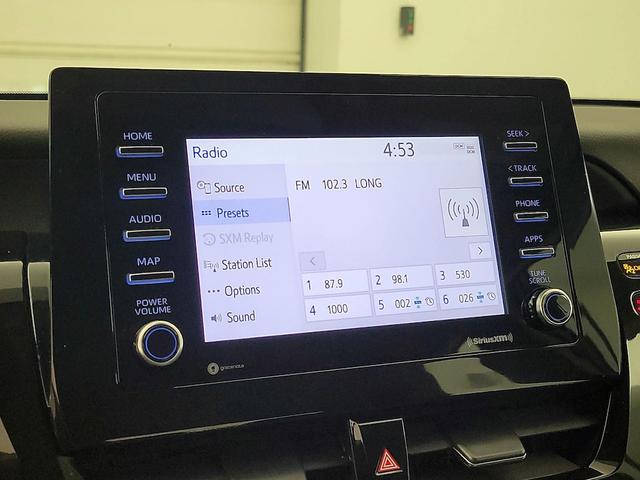 HOME
MENU
AUDIO
MAP
POWER
VOLUME
Radio
4:53
Source
Presets
SXM Replay
Station List
Options
Sound
FM 102.3 LONG
<
>
1 87.9
2 98.1
3 530
4 1000
5 002
6 026
SEEK >
< TRACK
PHONE
APPS
TUNE
SCROLL
gracenote
SiriusXM